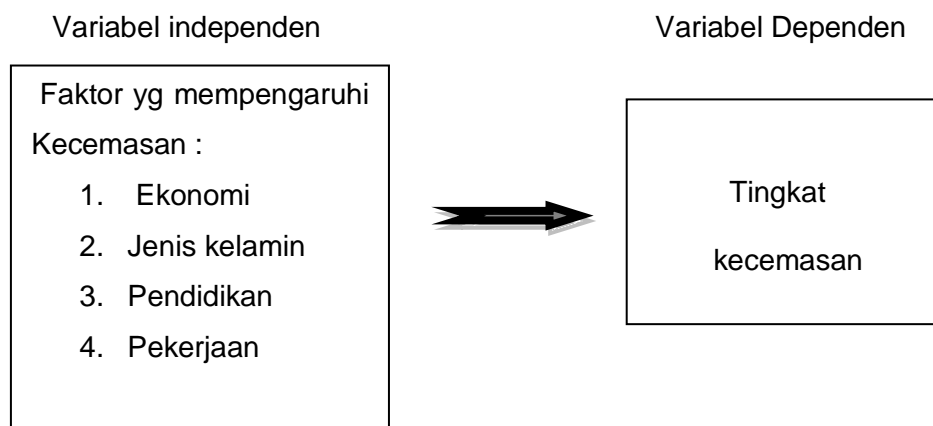 Variabel independen
Faktor yg mempengaruhi
Kecemasan :
1. Ekonomi
2. Jenis kelamin
3. Pendidikan
4. Pekerjaan
Variabel Dependen
Tingkat
kecemasan